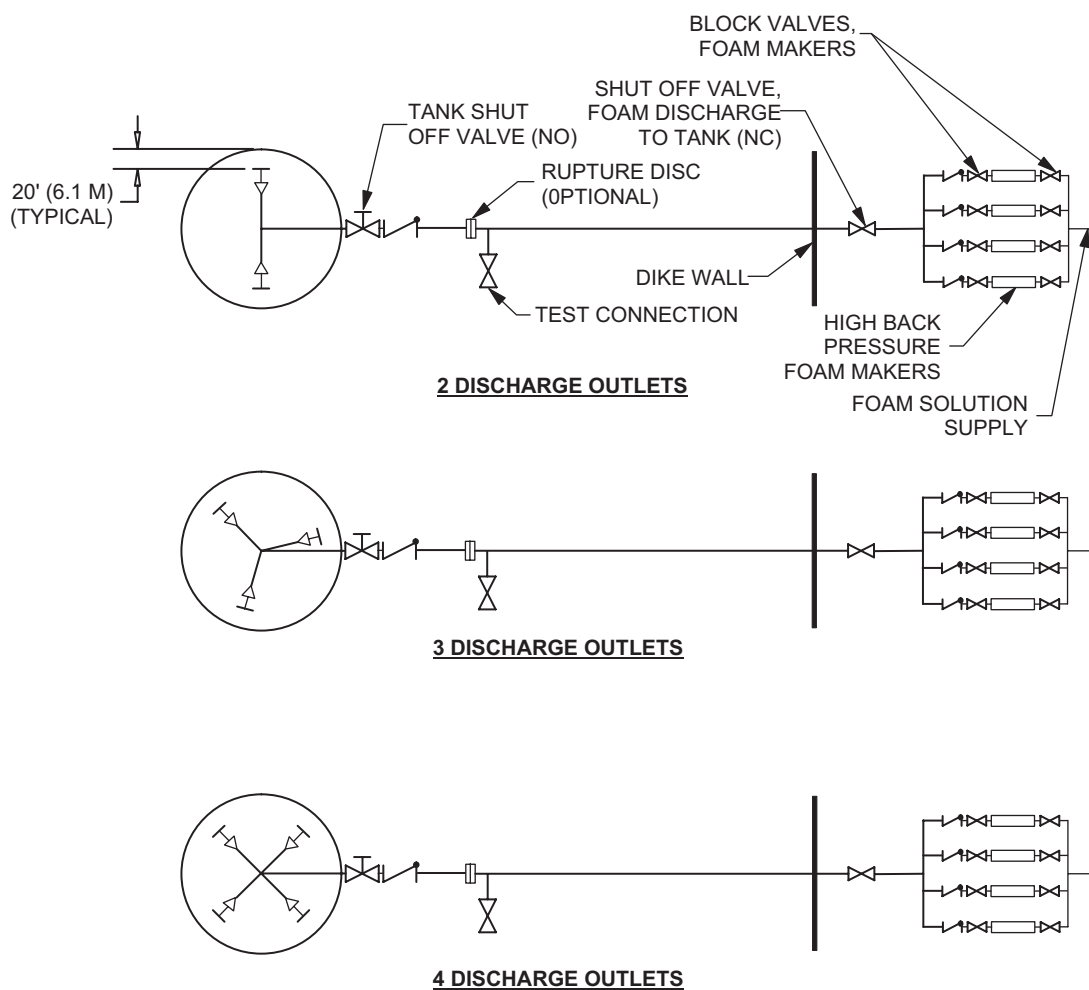 BLOCK VALVES,
FOAM MAKERS
SHUT OFF VALVE,
FOAM DISCHARGE
TO TANK (NC)
TANK SHUT
OFF VALVE (NO)
RUPTURE DISC
(0PTIONAL)
20' (6.1 M)
(TYPICAL)
DIKE WALL
TEST CONNECTION
HIGH BACK
PRESSURE
FOAM MAKERS
FOAM SOLUTION
SUPPLY
2 DISCHARGE OUTLETS
3 DISCHARGE OUTLETS
4 DISCHARGE OUTLETS